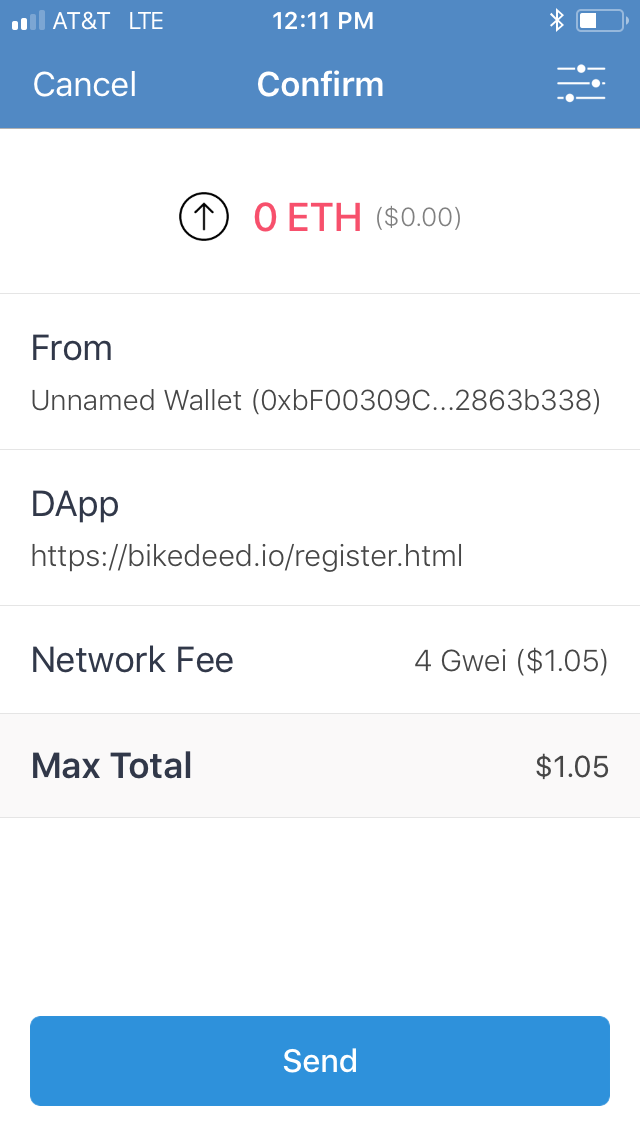 AT&T LTE 12:11 PM
Cancel Confirm
0 ETH ($0.00)
From
Unnamed Wallet (0xbF00309C...2863b338)
DApp
https://bikedeed.io/register.html
Network Fee 4 Gwei ($1.05)
Max Total $1.05
Send